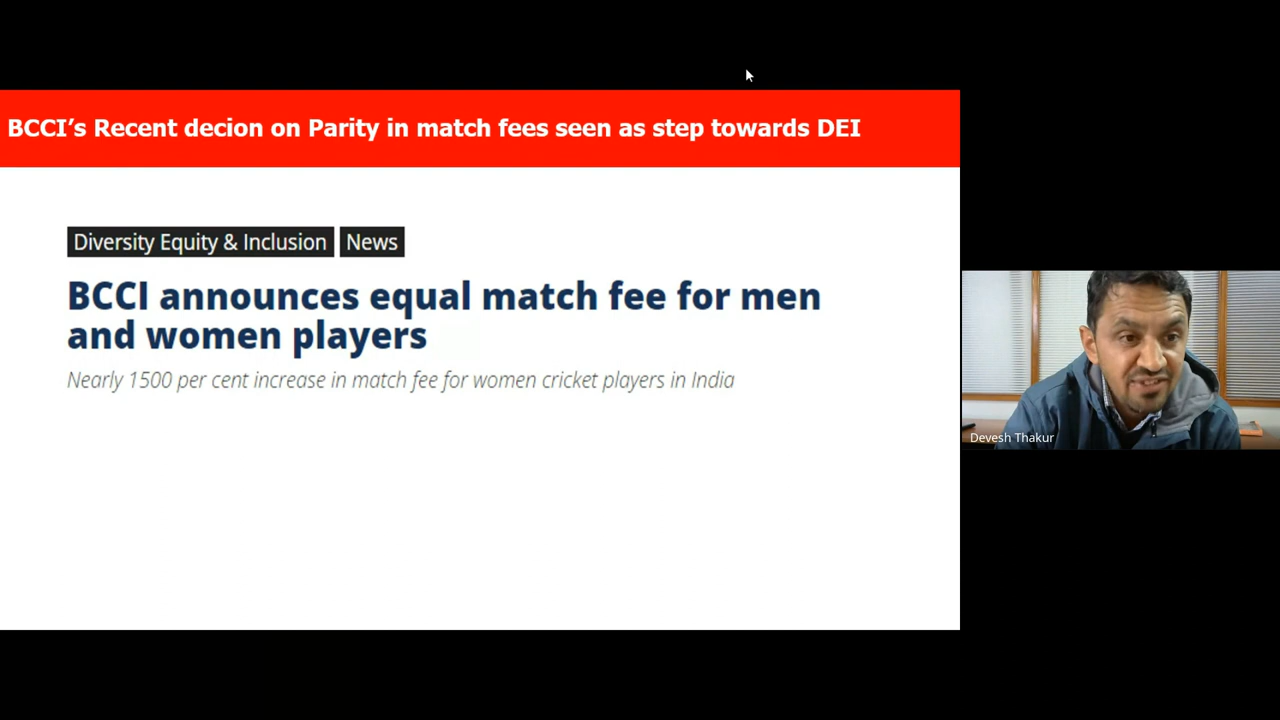 BCCI’s Recent decion on Parity in match fees seen as step towards DEI
Diversity Equity & Inclusion News
BCCI announces equal match fee for men
and women players
Nearly 1500 per cent increase in match fee for women cricket players in India
Devesh Thakur